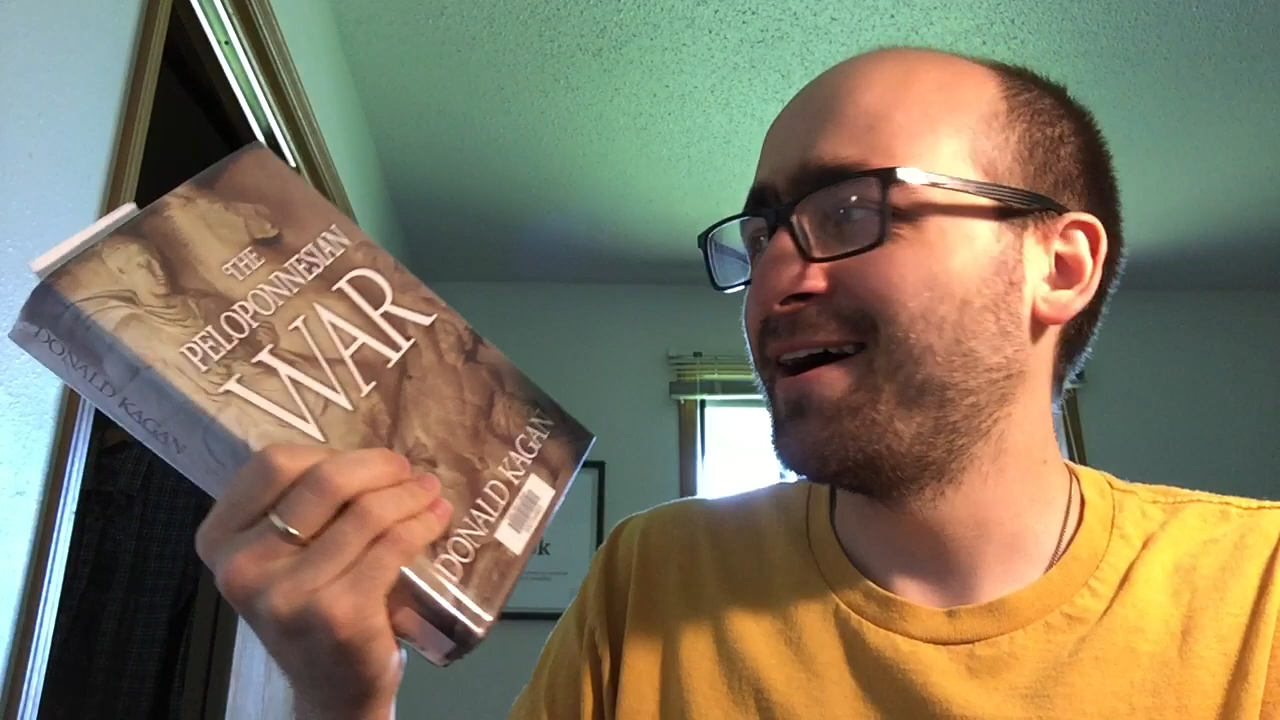 THE
PELOPONNESIAN
WAR
DONALD KAGAN
DONALD KAGAN